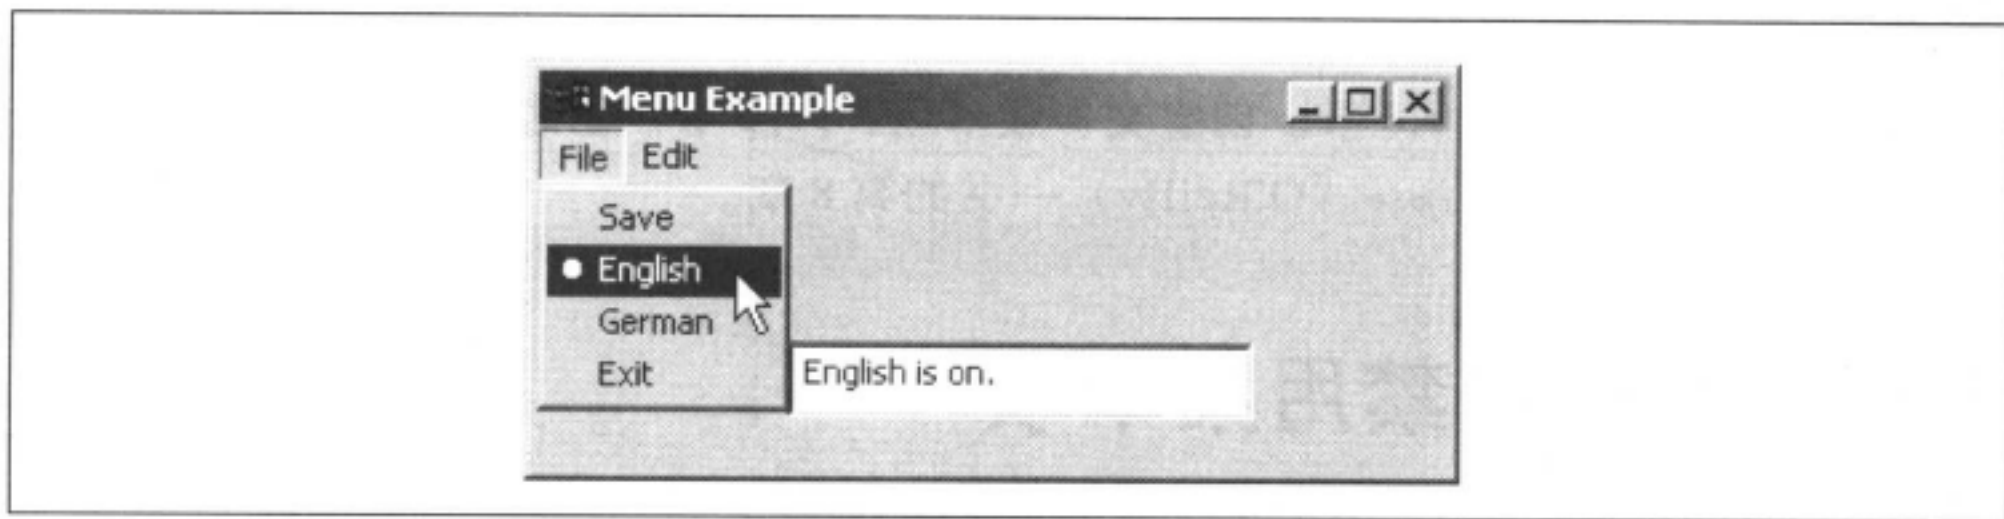 Menu Example
File Edit
Save
English
German
Exit
English is on.